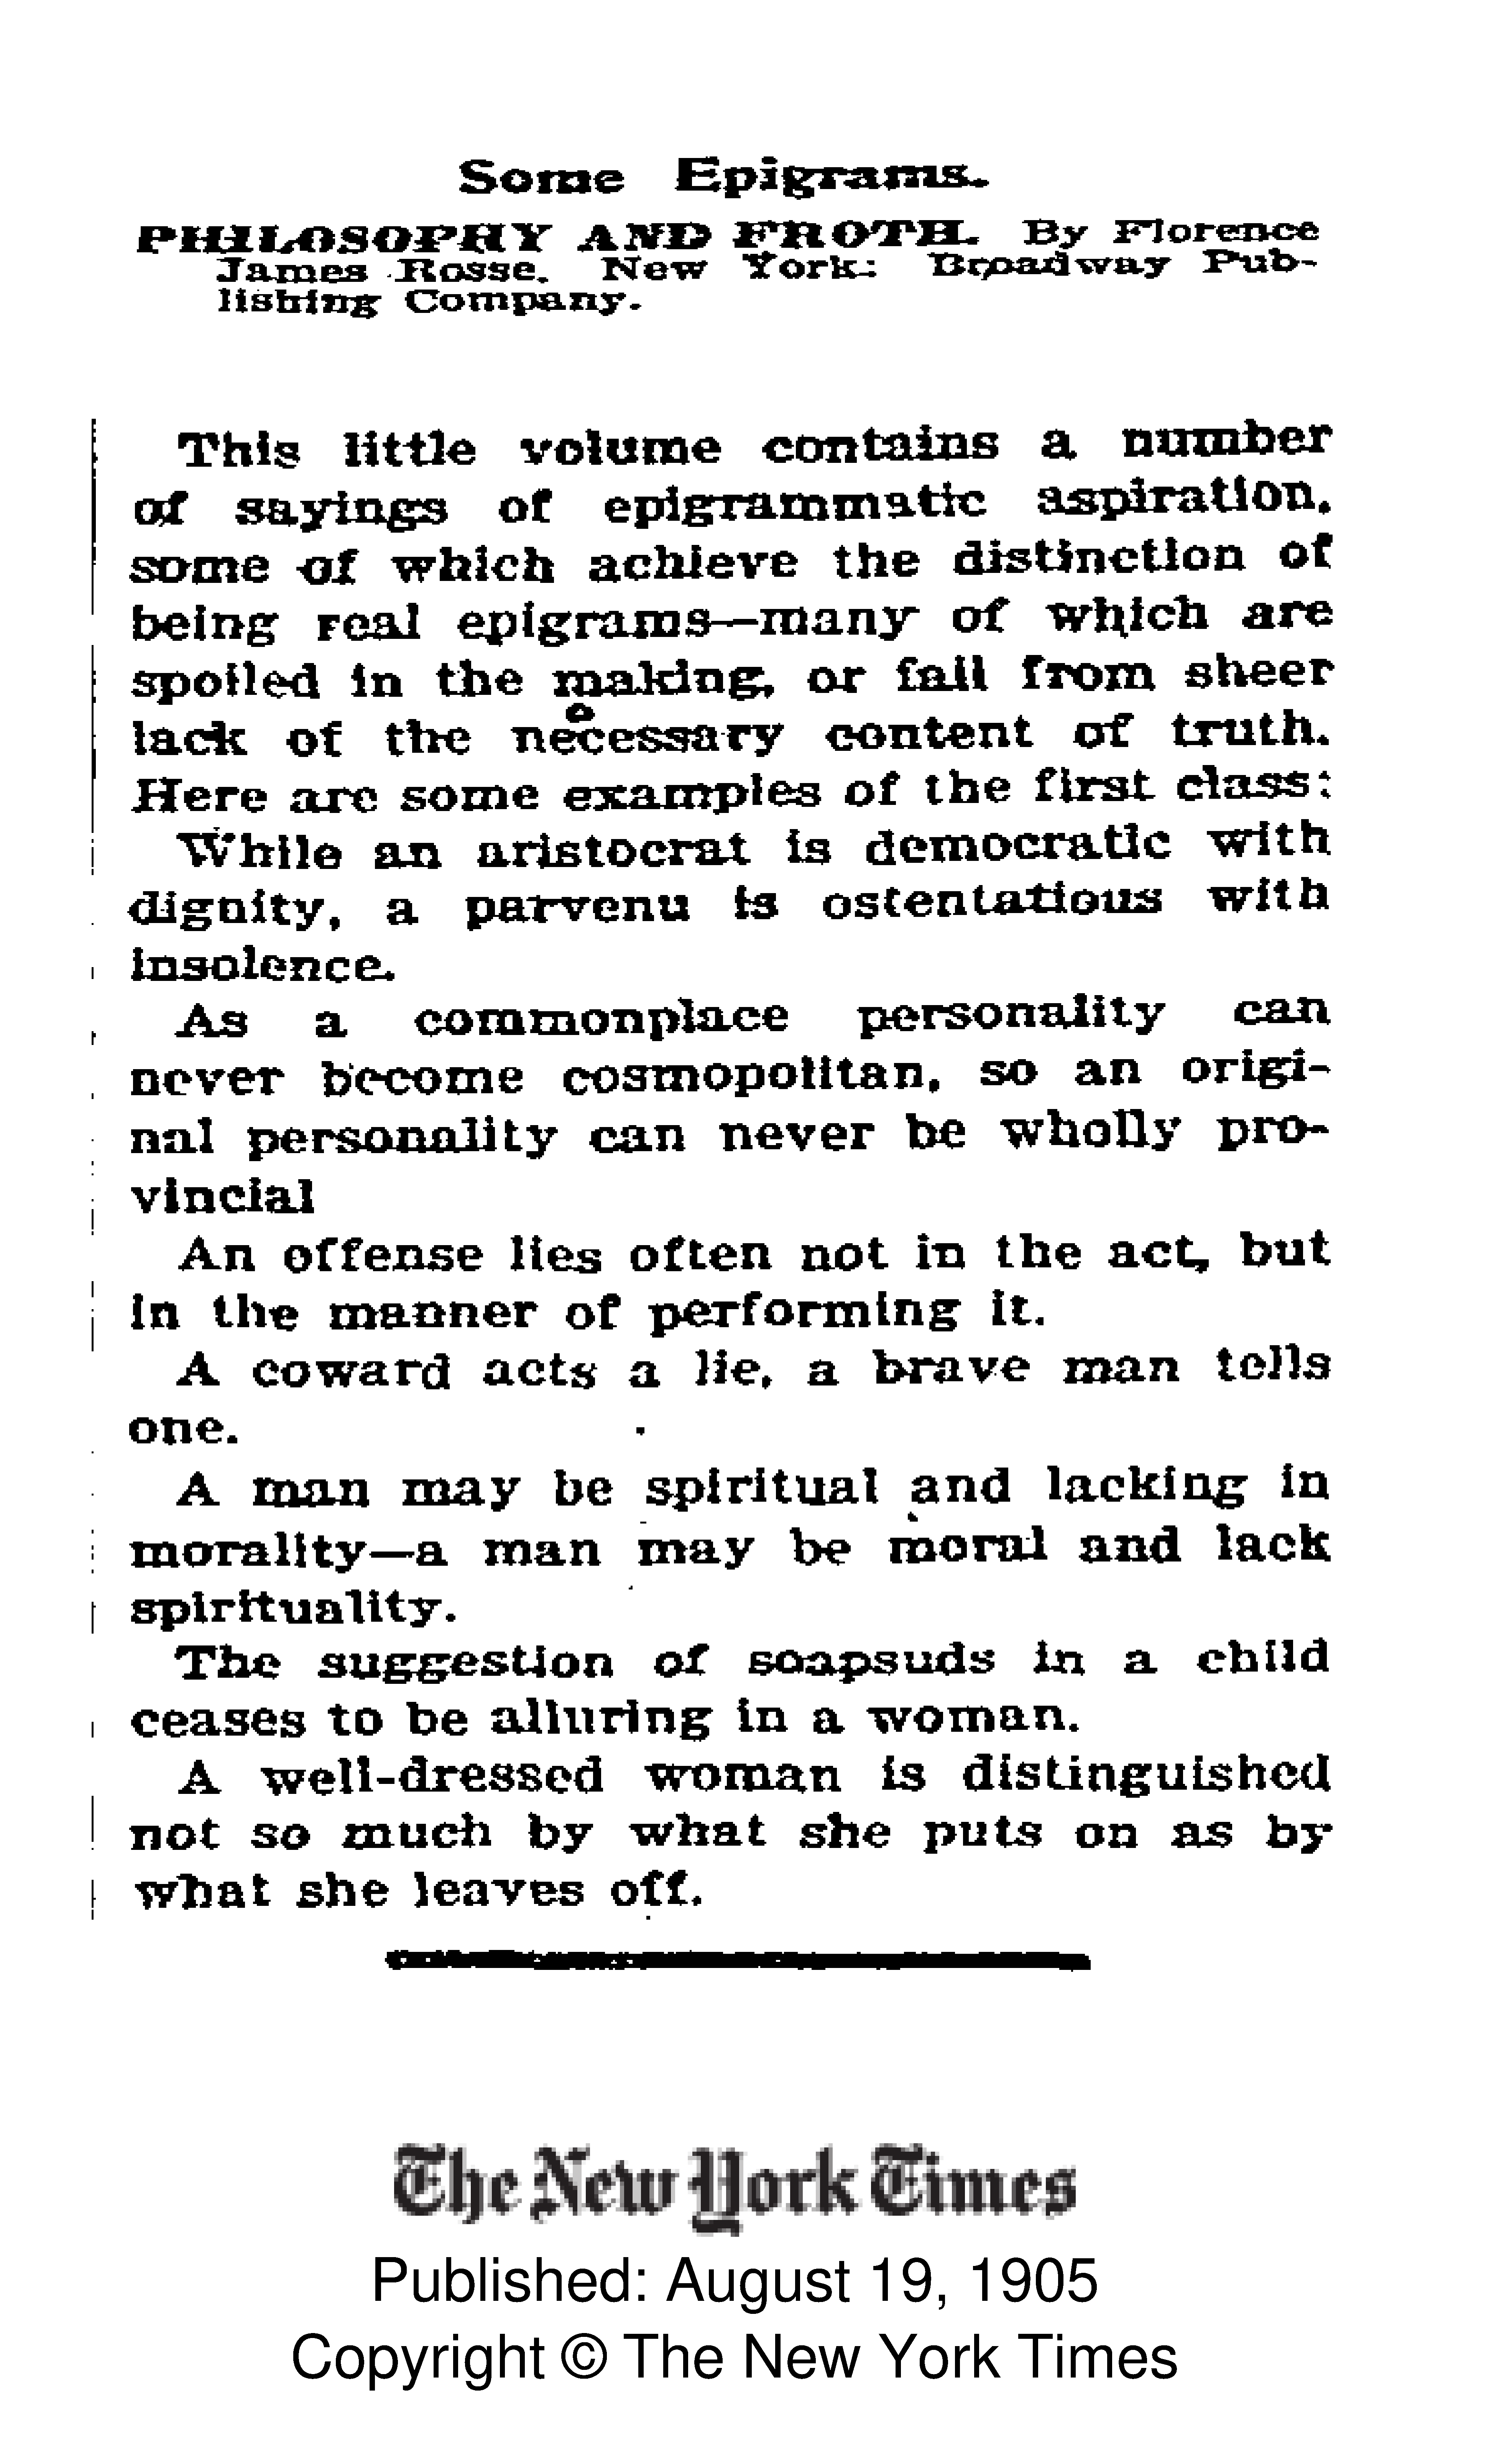 Some Epigrams.
PHILOSOPHY AND FROTH. By Florence
James Rosse. New York: Broadway Pub-
lishing Company.
This little volume contains a number
of sayings of epigrammatic aspiration,
some of which achieve the distinction of
being real epigrams—many of which are
spoiled in the making, or fail from sheer
lack of the necessary content of truth.
Here are some examples of the first class:
While an aristocrat is democratic with
dignity, a parvenu is ostentatious with
insolence.
As a commonplace personality can
never become cosmopolitan, so an origi-
nal personality can never be wholly pro-
vincial
An offense lies often not in the act, but
in the manner of performing it.
A coward acts a lie, a brave man tells
one.
A man may be spiritual and lacking in
morality—a man may be moral and lack
spirituality.
The suggestion of soapsuds in a child
ceases to be alluring in a woman.
A well-dressed woman is distinguished
not so much by what she puts on as by
what she leaves off.
The New York Times
Published: August 19, 1905
Copyright © The New York Times